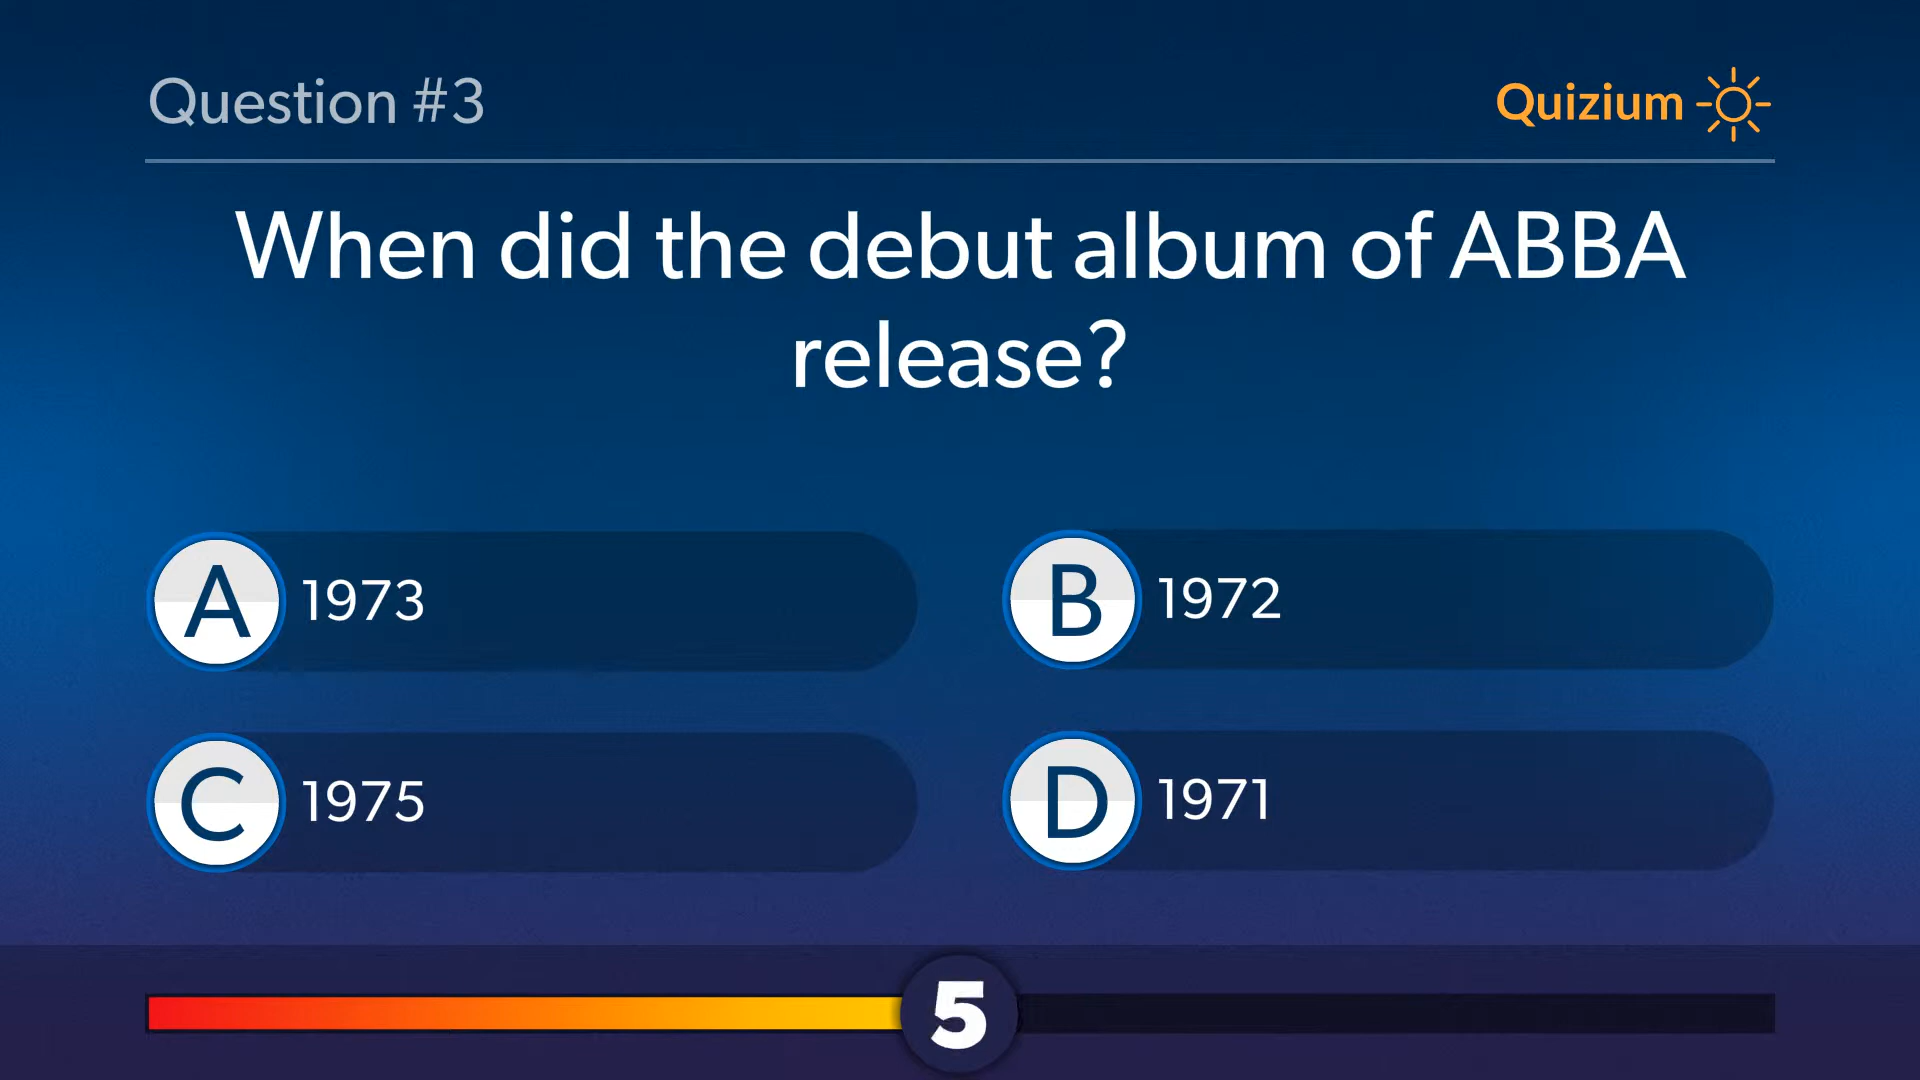 Question #3
Quizium
When did the debut album of ABBA
release?
A 1973
B 1972
C 1975
D 1971
5